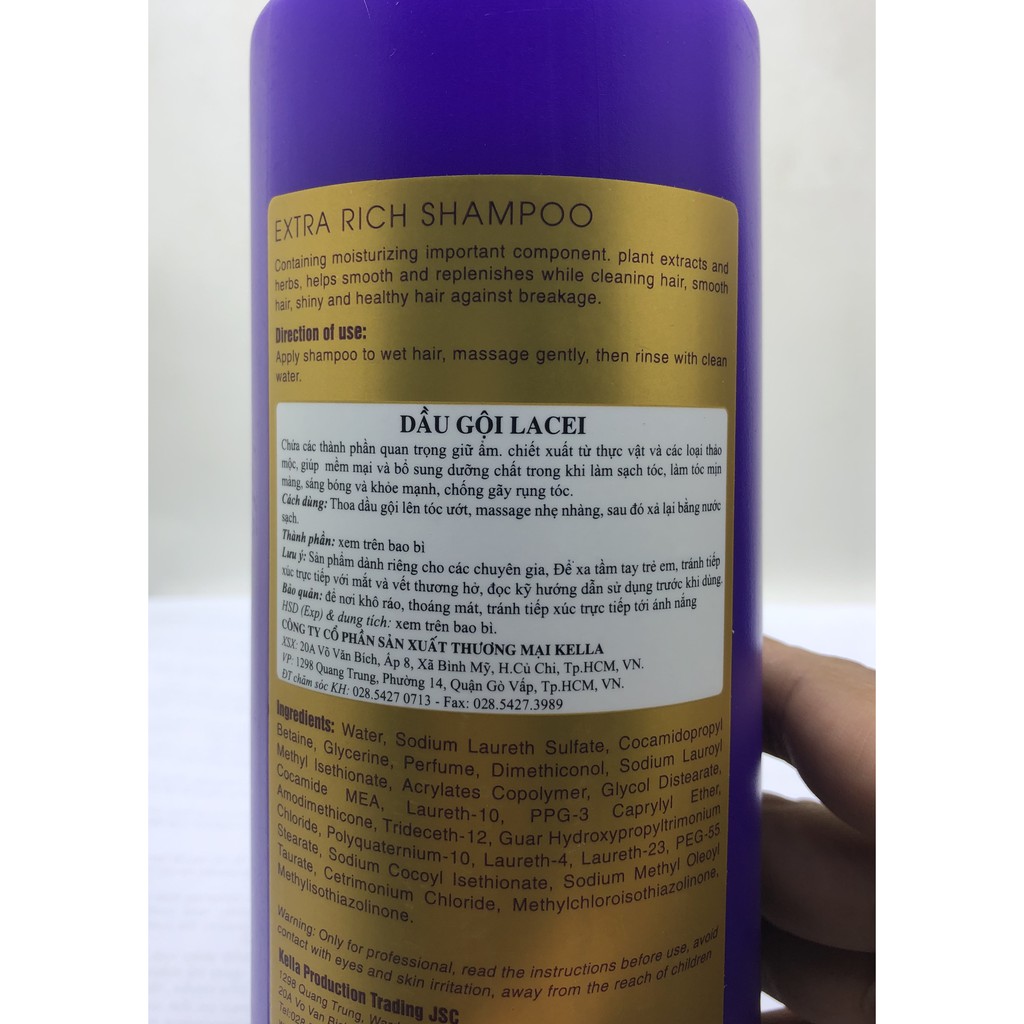 EXTRA RICH SHAMPOO
Containing moisturizing important component. plant extracts and
herbs, helps smooth and replenishes while cleaning hair, smooth
hair, shiny and healthy hair against breakage.
Direction of use:
Apply shampoo to wet hair, massage gently, then rinse with clean
water.
DẦU GỘI LACEI
Chứa các thành phần quan trọng giữ ẩm. chiết xuất từ thực vật và các loại thảo
mộc, giúp mềm mại và bổ sung dưỡng chất trong khi làm sạch tóc, làm tóc mịn
màng, sáng bóng và khỏe mạnh, chống gãy rụng tóc.
Cách dùng: Thoa dầu gội lên tóc ướt, massage nhẹ nhàng, sau đó xả lại bằng nước
sạch.
Thành phần: xem trên bao bì
Lưu ý: Sản phẩm dành riêng cho các chuyên gia, Để xa tầm tay trẻ em, tránh tiếp
xúc trực tiếp với mắt và vết thương hở, đọc kỹ hướng dẫn sử dụng trước khi dùng.
Bảo quản: để nơi khô ráo, thoáng mát, tránh tiếp xúc trực tiếp tới ánh nắng
HSD (Exp) & dung tích: xem trên bao bì.
CÔNG TY CỔ PHẦN SẢN XUẤT THƯƠNG MẠI KELLA
XSX: 20A Võ Văn Bích, Ấp 8, Xã Bình Mỹ, H.Củ Chi, Tp.HCM, VN.
VP: 1298 Quang Trung, Phường 14, Quận Gò Vấp, Tp.HCM, VN.
ĐT chăm sóc KH: 028.5427 0713 - Fax: 028.5427.3989
Ingredients: Water, Sodium Laureth Sulfate, Cocamidopropyl
Betaine, Glycerine, Perfume, Dimethiconol, Sodium Lauroyl
Methyl Isethionate, Acrylates Copolymer, Glycol Distearate,
Cocamide MEA, Laureth-10, PPG-3 Caprylyl Ether,
Amodimethicone, Trideceth-12, Guar Hydroxypropyltrimonium
Chloride, Polyquaternium-10, Laureth-4, Laureth-23, PEG-55
Stearate, Sodium Cocoyl Isethionate, Sodium Methyl Oleoyl
Taurate, Cetrimonium Chloride, Methylchloroisothiazolinone,
Methylisothiazolinone.
Warning: Only for professional, read the instructions before use, avoid
contact with eyes and skin irritation, away from the reach of children
Kella Production Trading JSC
1298 Quang Trung,
20A Vo Van
Tel:028